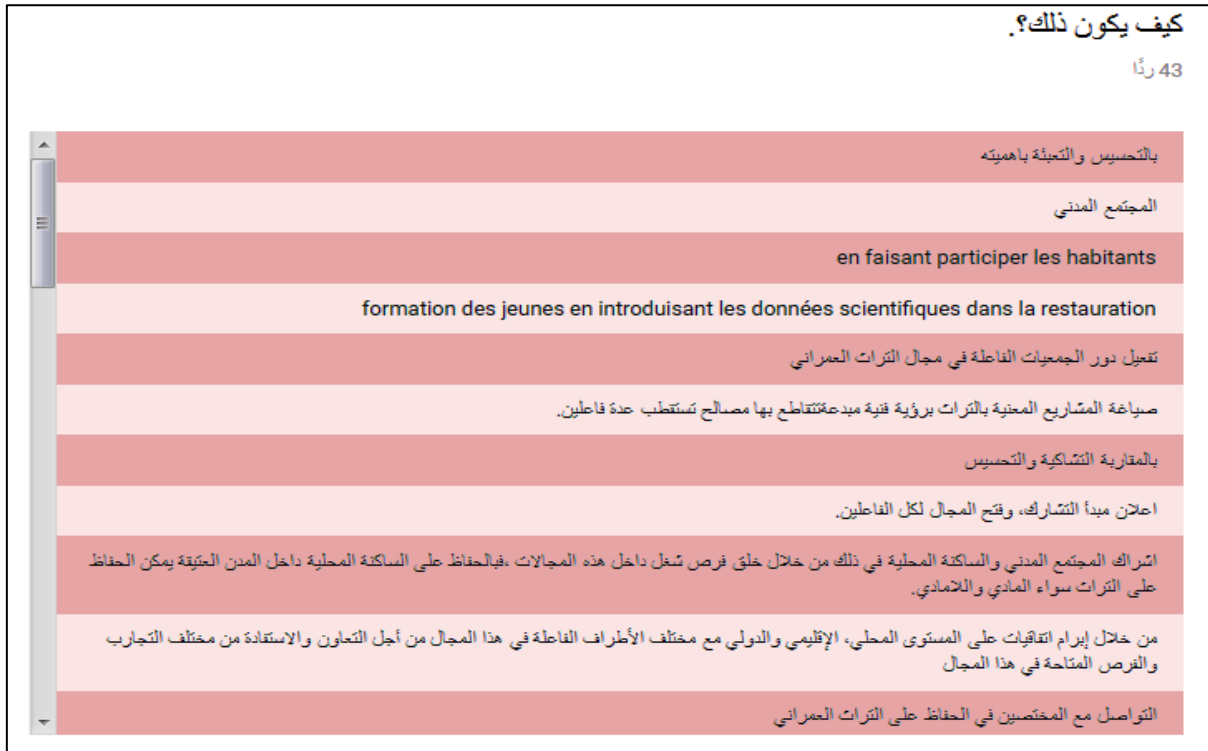 كيف يكون ذلك؟.
43 ردًا
بالتحسيس والتعبئة باهميته
المجتمع المدني
en faisant participer les habitants
formation des jeunes en introduisant les données scientifiques dans la restauration
تفعيل دور الجمعيات الفاعلة في مجال التراث العمراني
صياغة المشاريع المعنية بالتراث برؤية فنية مبدعةتتقاطع بها مصالح تستقطب عدة فاعلين.
بالمقاربة التشاكية والتحسيس
اعلان مبدأ التشارك، وفتح المجال لكل الفاعلين.
اشراك المجتمع المدني والساكنة المحلية في ذلك من خلال خلق فرص شغل داخل هذه المجالات ،فبالحفاظ على الساكنة المحلية داخل المدن العتيقة يمكن الحفاظ
على التراث سواء المادي واللامادي.
من خلال إبرام اتفاقيات على المستوى المحلي، الإقليمي والدولي مع مختلف الأطراف الفاعلة في هذا المجال من أجل التعاون والاستفادة من مختلف التجارب
والفرص المتاحة في هذا المجال
التواصل مع المختصين في الحفاظ على التراث العمراني